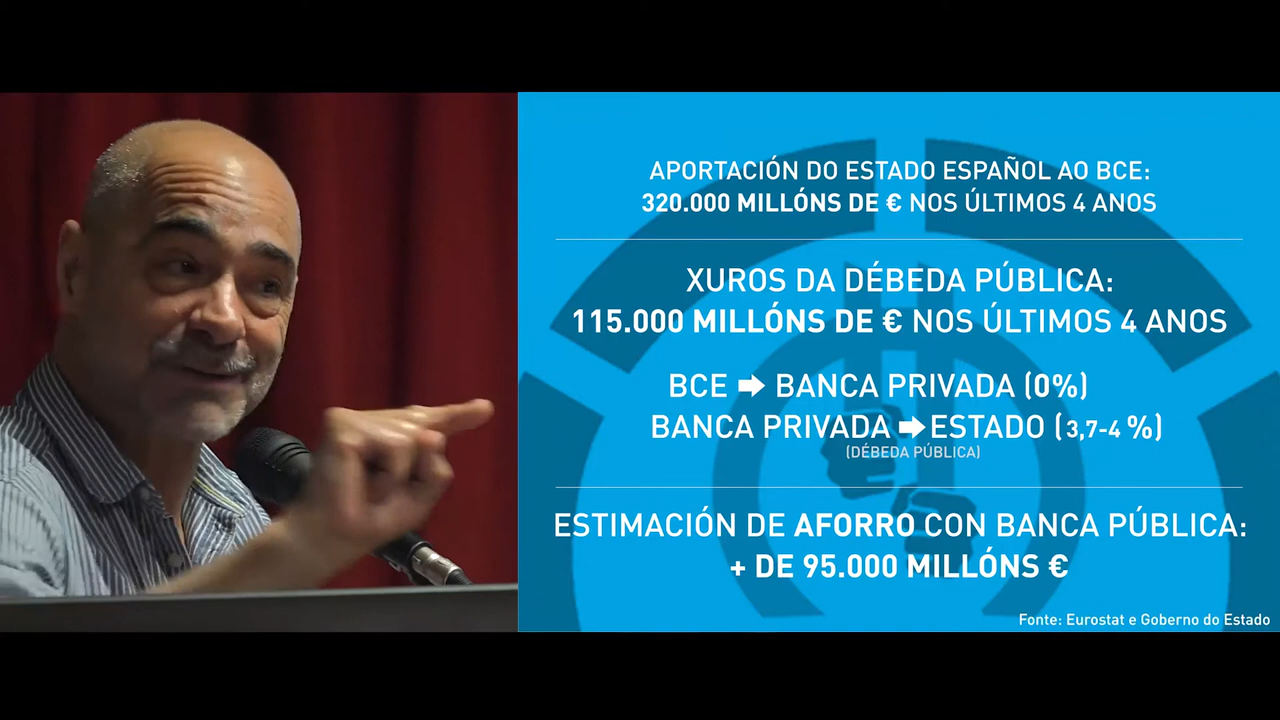 APORTACIÓN DO ESTADO ESPAÑOL AO BCE:
320.000 MILLÓNS DE € NOS ÚLTIMOS 4 ANOS
XUROS DA DÉBEDA PÚBLICA:
115.000 MILLÓNS DE € NOS ÚLTIMOS 4 ANOS
BCE ➡ BANCA PRIVADA (0%)
BANCA PRIVADA ➡ ESTADO (3,7-4 %)
(DÉBEDA PÚBLICA)
ESTIMACIÓN DE AFORRO CON BANCA PÚBLICA:
+ DE 95.000 MILLÓNS €
Fonte: Eurostat e Goberno do Estado